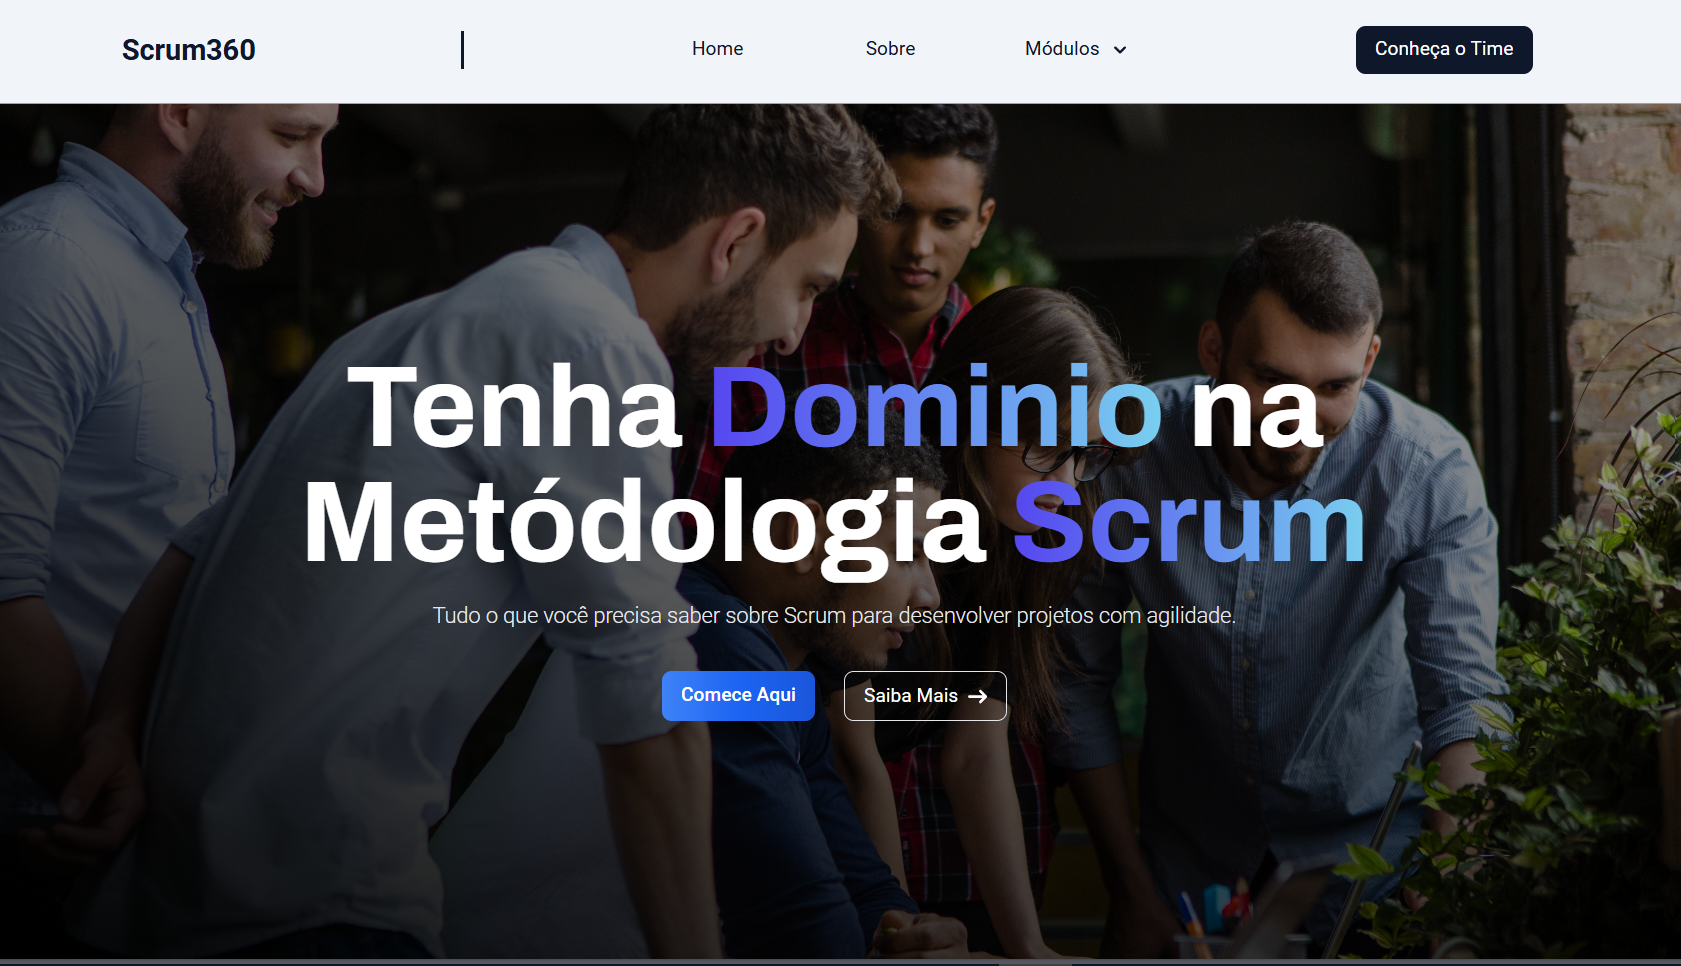 Scrum360
Home
Sobre
Módulos
Conheça o Time
Tenha Dominio na
Metódologia Scrum
Tudo o que você precisa saber sobre Scrum para desenvolver projetos com agilidade.
Comece Aqui
Saiba Mais →